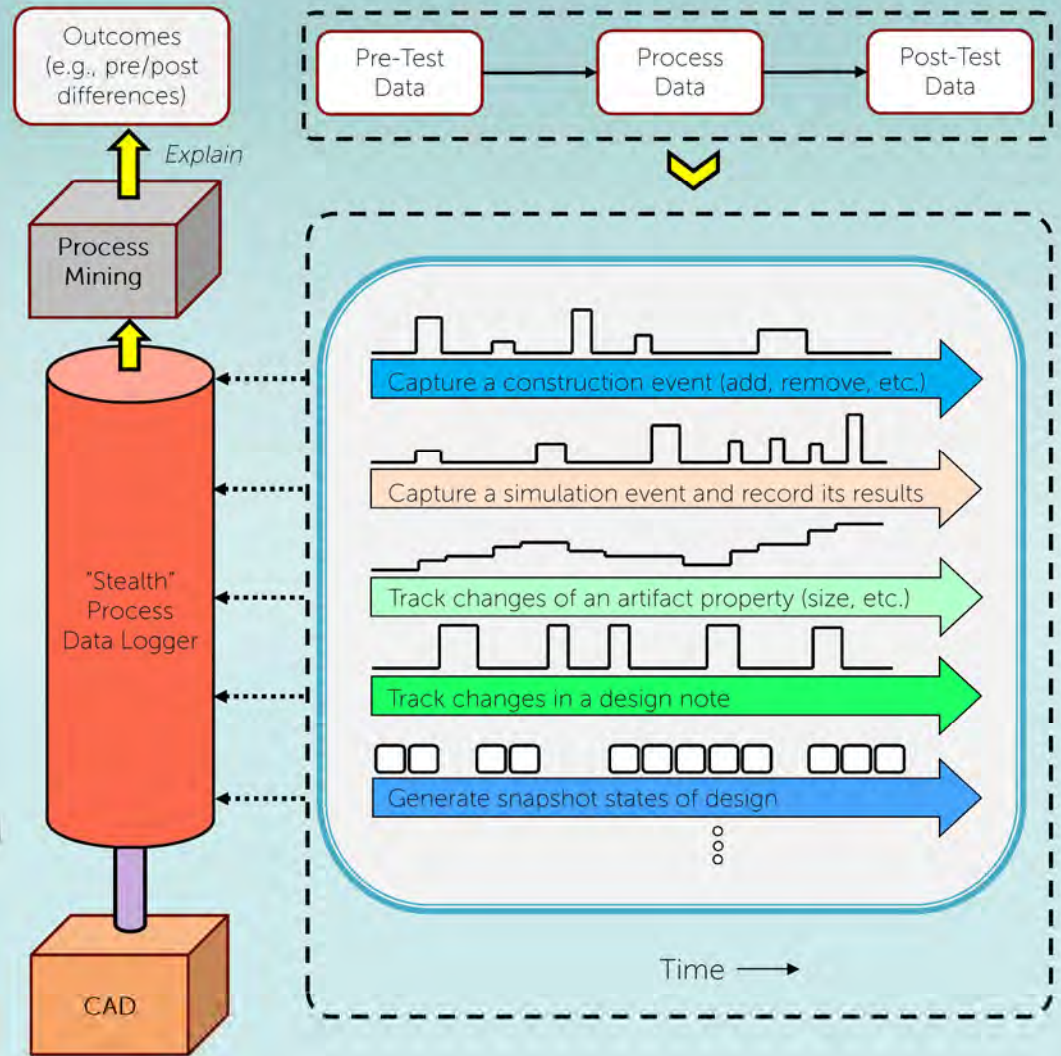 Outcomes
(e.g., pre/post
differences)
Explain
Process
Mining
"Stealth"
Process
Data Logger
CAD
Pre-Test
Data
Process
Data
Post-Test
Data
Capture a construction event (add, remove, etc.)
Capture a simulation event and record its results
Track changes of an artifact property (size, etc.)
Track changes in a design note
Generate snapshot states of design
Time